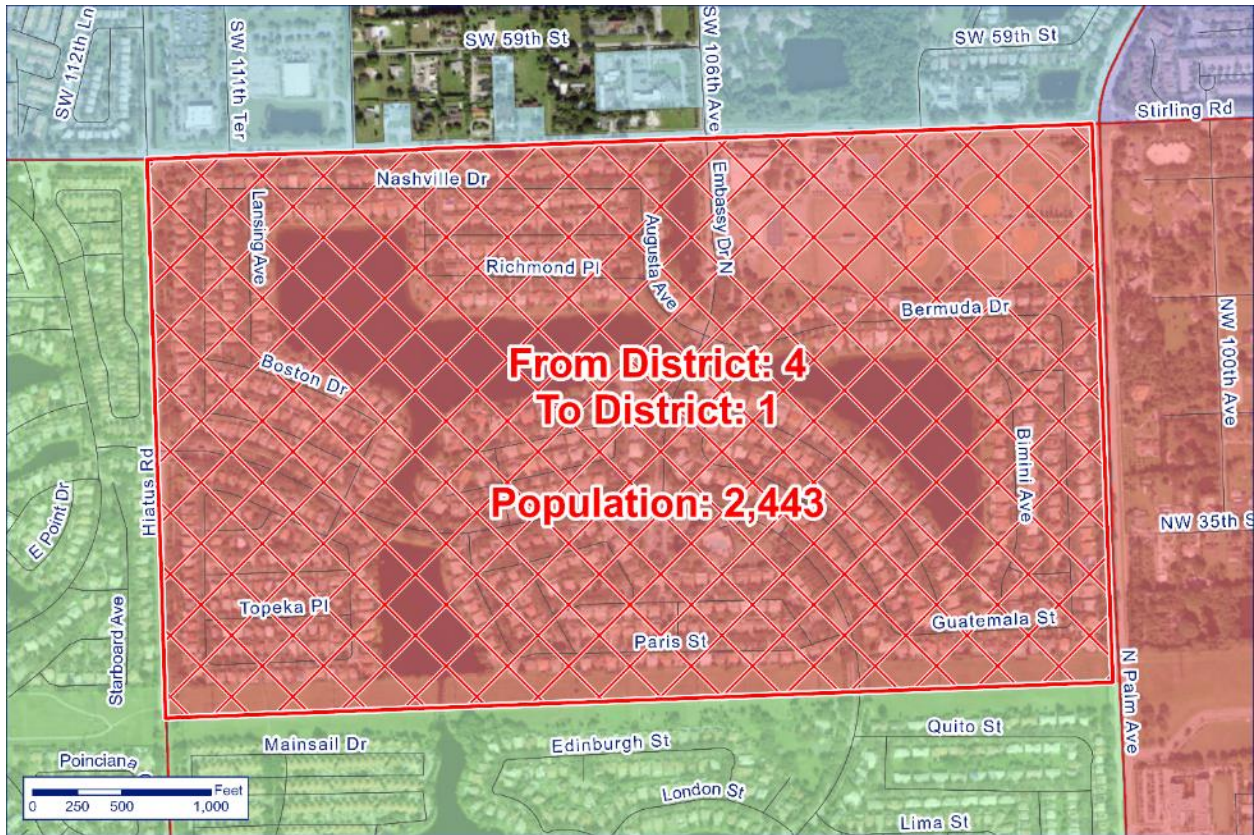 SW 112th Ln
SW 111th Ter
SW 59th St
SW 106th Ave
SW 59th St
Stirling Rd
Nashville Dr
Lansing Ave
Richmond Pl
Augusta Ave
Embassy Dr N
Bermuda Dr
NW 100th Ave
Boston Dr
From District: 4
To District: 1
Population: 2,443
Bimini Ave
Hiatus Rd
E Point Dr
NW 35th S
Starboard Ave
Topeka Pl
Paris St
Guatemala St
N Palm Ave
Mainsail Dr
Edinburgh St
Quito St
Poinciana
London St
Lima St
Feet
0 250 500 1,000